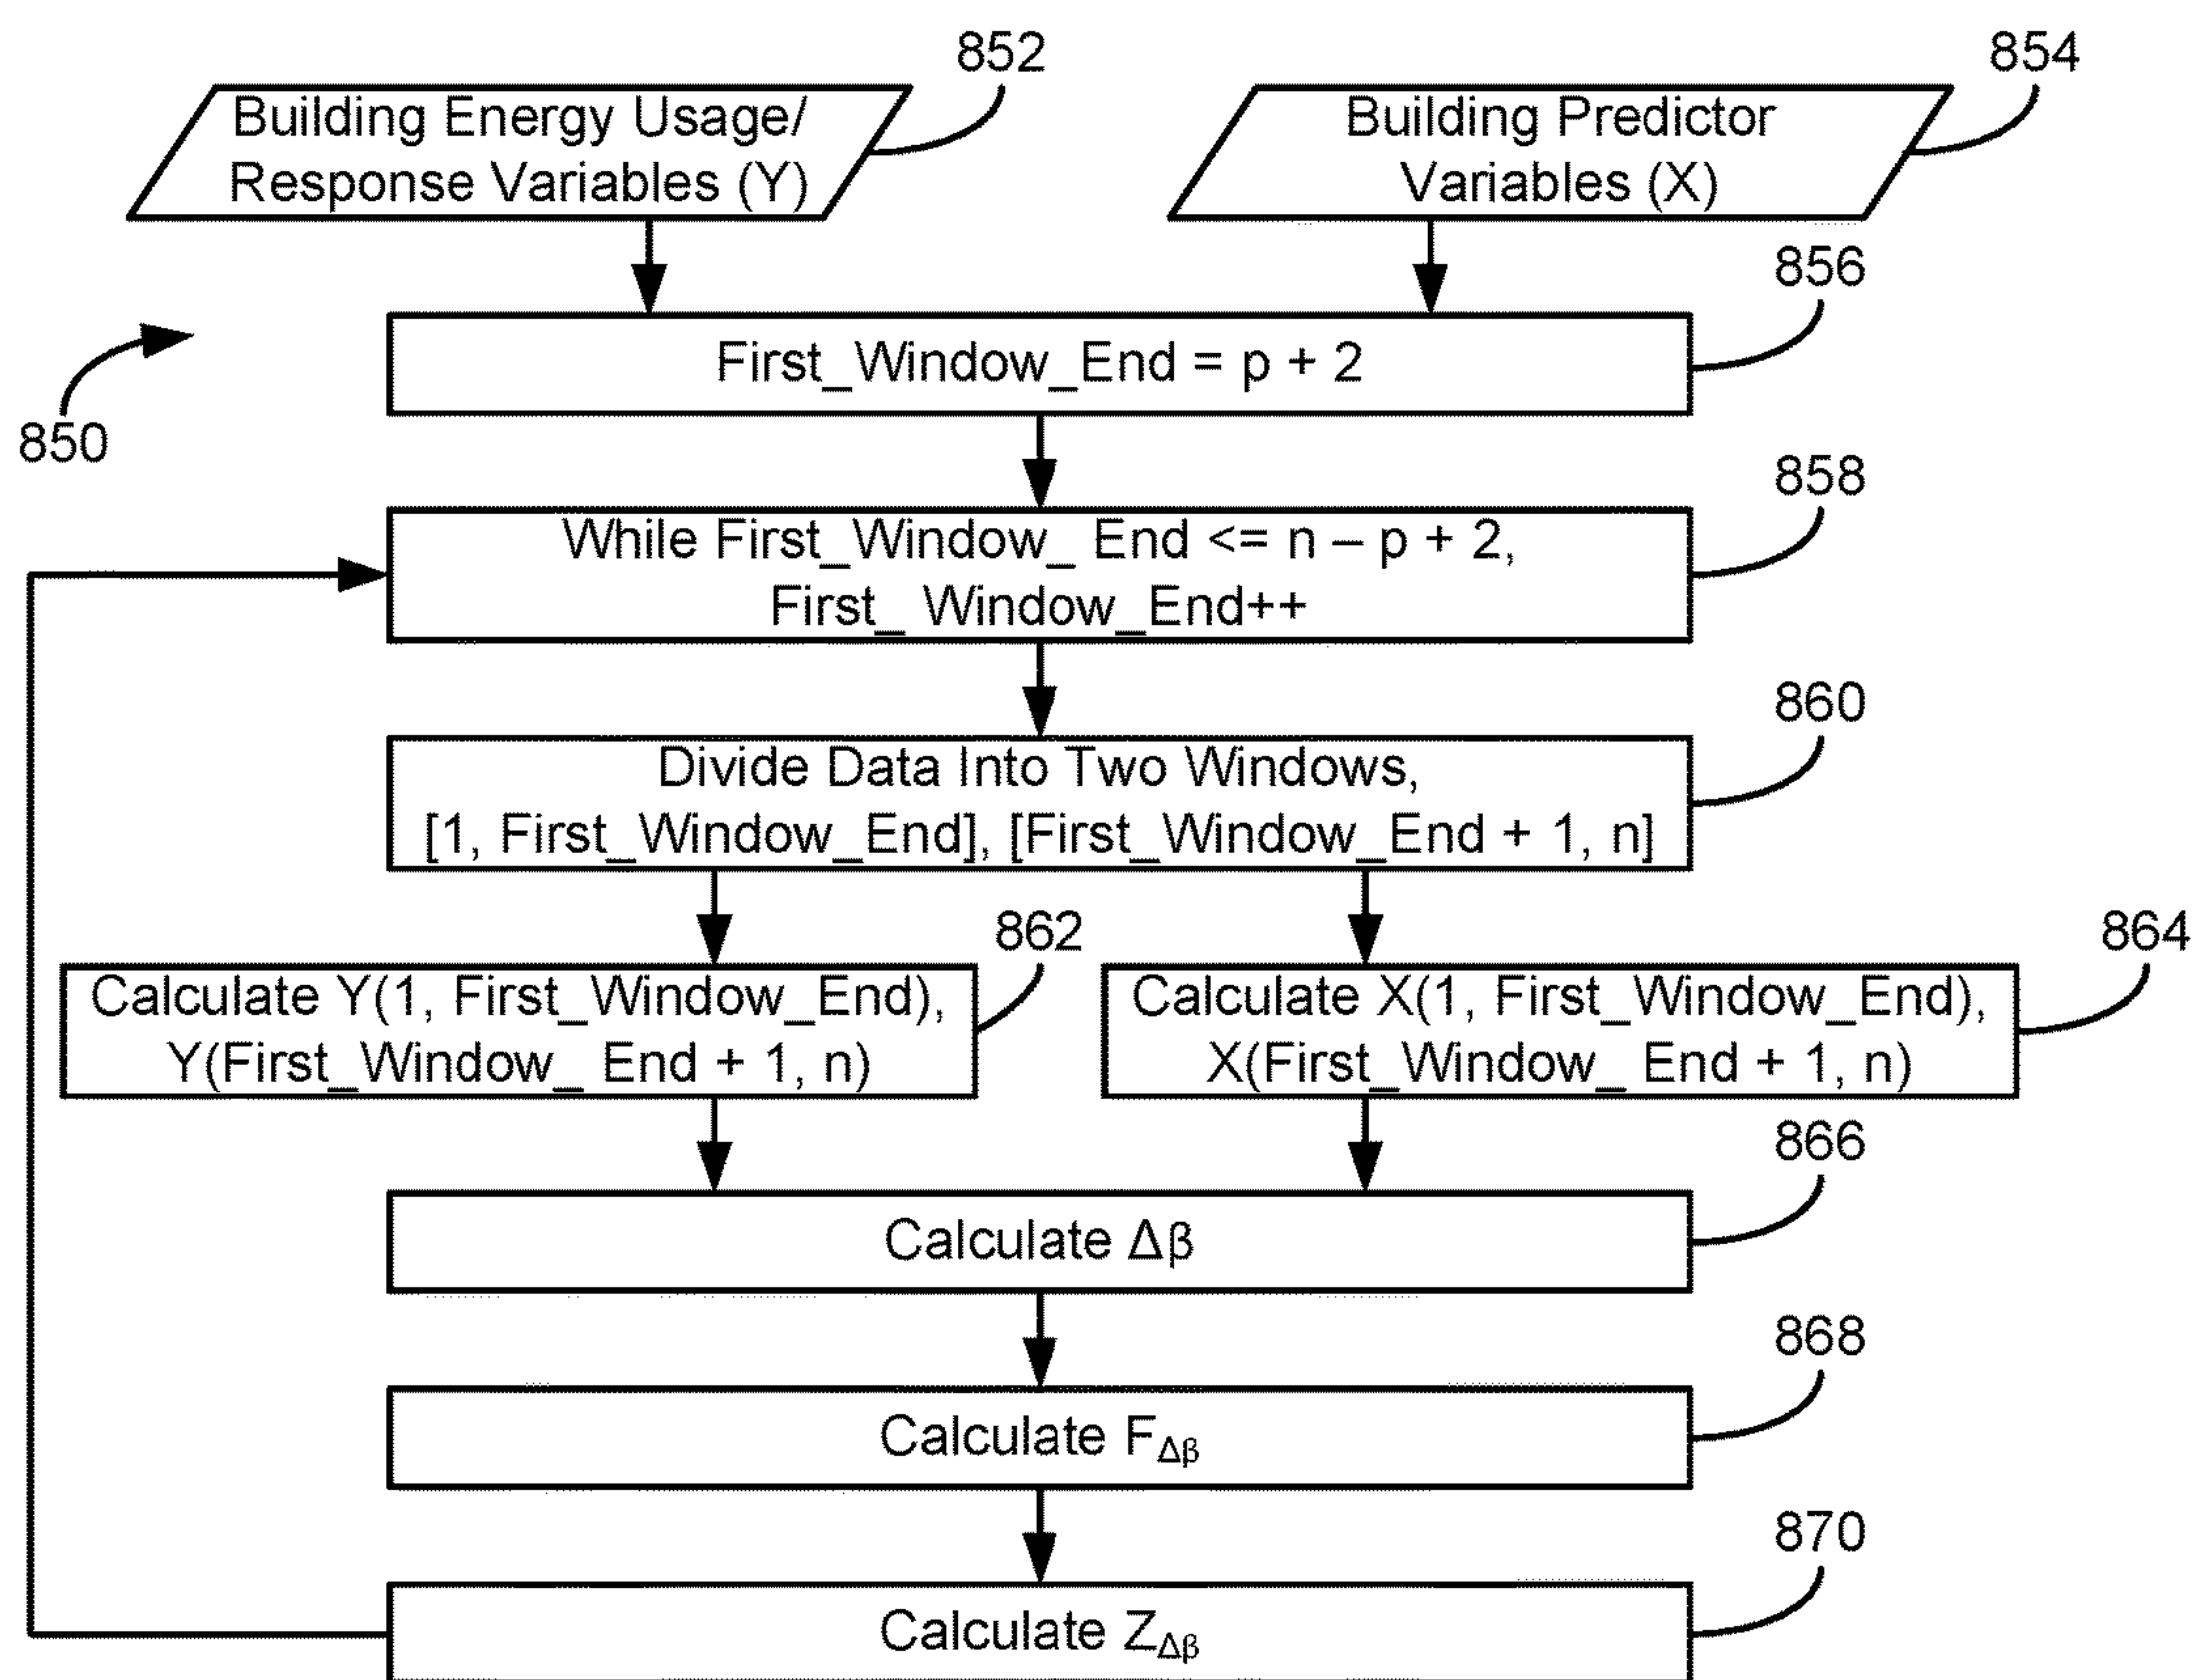 852
854
Building Energy Usage/
Response Variables (Y)
Building Predictor
Variables (X)
856
First_Window_End = p + 2
850
858
While First_Window_ End <= n – p + 2,
First_ Window_End++
860
Divide Data Into Two Windows,
[1, First_Window_End], [First_Window_End + 1, n]
862
864
Calculate Y(1, First_Window_End),
Y(First_Window_ End + 1, n)
Calculate X(1, First_Window_End),
X(First_Window_ End + 1, n)
866
Calculate Δβ
868
Calculate FΔβ
870
Calculate ZΔβ